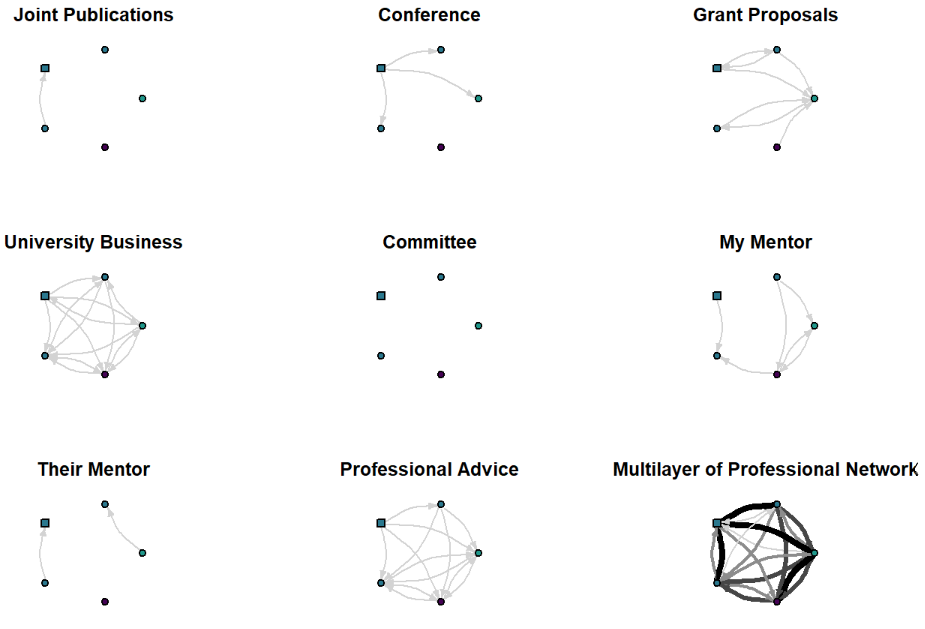 Joint Publications
Conference
Grant Proposals
University Business
Committee
My Mentor
Their Mentor
Professional Advice
Multilayer of Professional Network